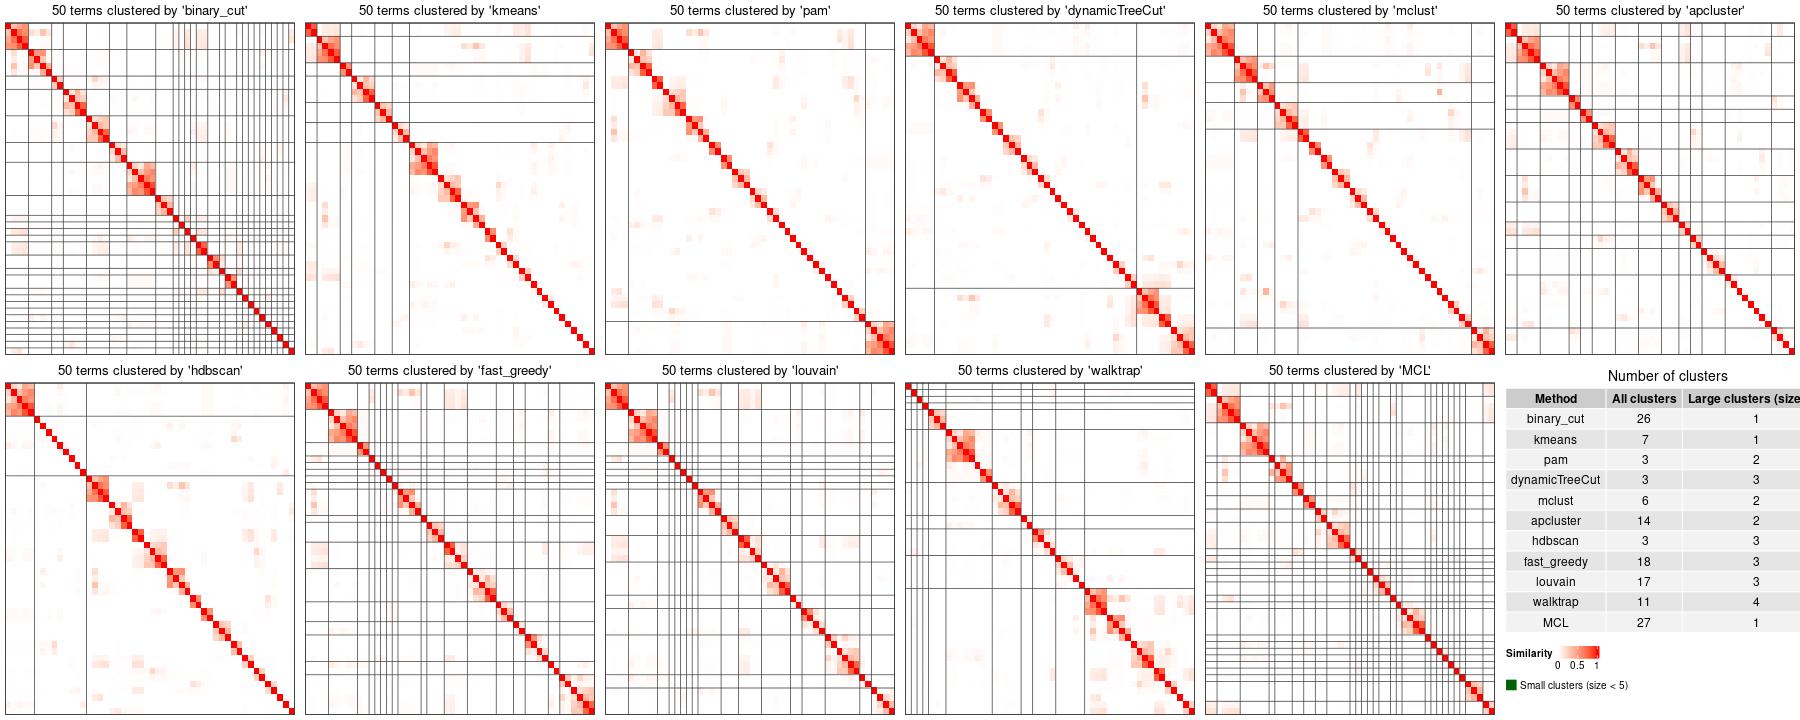 50 terms clustered by 'binary_cut'
50 terms clustered by 'kmeans'
50 terms clustered by 'pam'
50 terms clustered by 'dynamicTreeCut'
50 terms clustered by 'mclust'
50 terms clustered by 'apcluster'
50 terms clustered by 'hdbscan'
50 terms clustered by 'fast_greedy'
50 terms clustered by 'louvain'
50 terms clustered by 'walktrap'
50 terms clustered by 'MCL'
Number of clusters
Method All clusters Large clusters (size
binary_cut 26 1
kmeans 7 1
pam 3 2
dynamicTreeCut 3 3
mclust 6 2
apcluster 14 2
hdbscan 3 3
fast_greedy 18 3
louvain 17 3
walktrap 11 4
MCL 27 1
Similarity
0 0.5 1
Small clusters (size < 5)